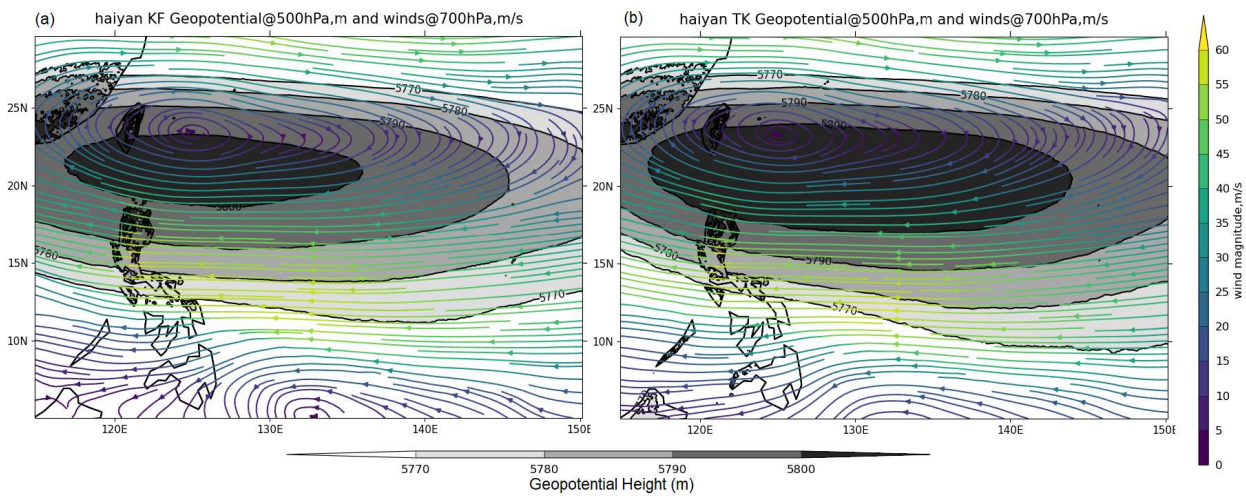 (a) haiyan KF Geopotential@500hPa,m and winds@700hPa,m/s
(b) haiyan TK Geopotential@500hPa,m and winds@700hPa,m/s
25N
20N
15N
10N
120E
130E
140E
150E
5770
5780
5790
5800
5780
5770
25N
20N
15N
10N
120E
130E
140E
150E
5770
5780
5790
5800
5790
5770
60
55
50
45
40
35
30
25
20
15
10
5
0
wind magnitude,m/s
5770
5780
5790
5800
Geopotential Height (m)